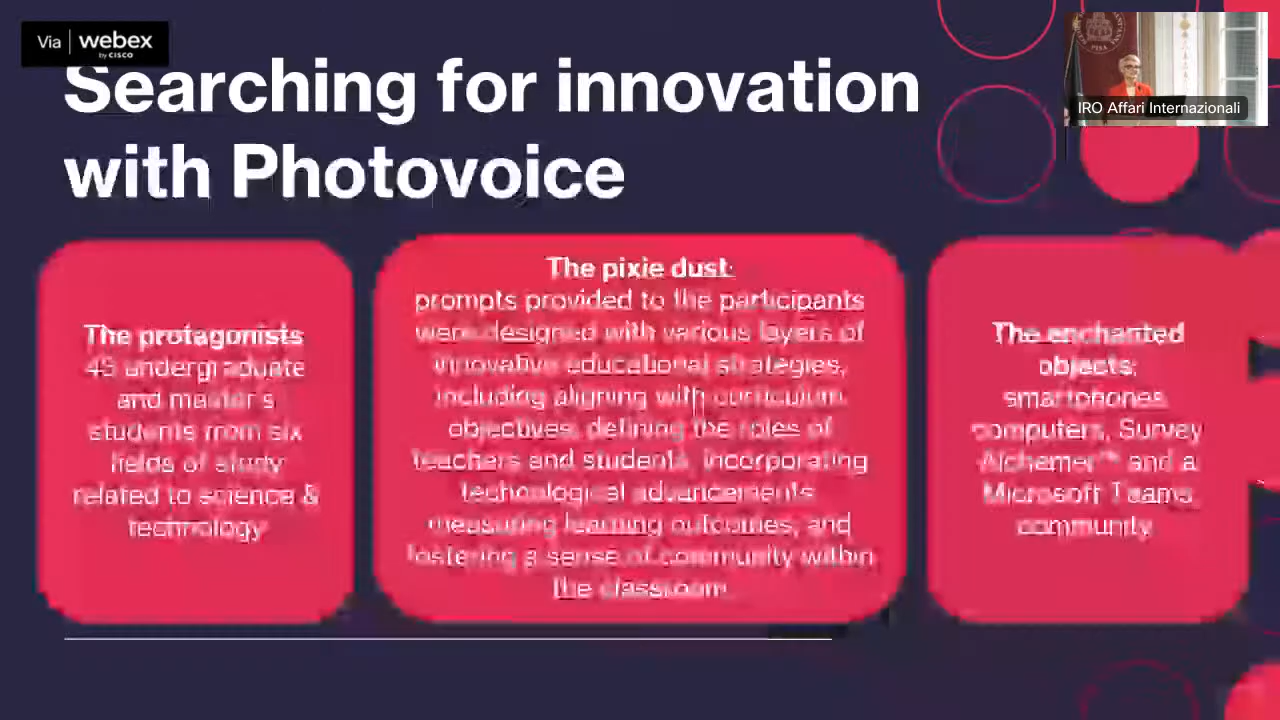 Via webex
by CISCO
Searching for innovation
with Photovoice
IRO Affari Internazionali
The protagonists
45 undergraduate
and master's
students from six
fields of study
related to science &
technology
The pixie dust:
prompts provided to the participants
were designed with various layers of
innovative educational strategies,
including aligning with curriculum
objectives, defining the roles of
teachers and students, incorporating
technological advancements,
measuring learning outcomes, and
fostering a sense of community within
the classroom.
The enchanted
objects:
smartphones,
computers, Survey
Alchemer™ and a
Microsoft Teams
community